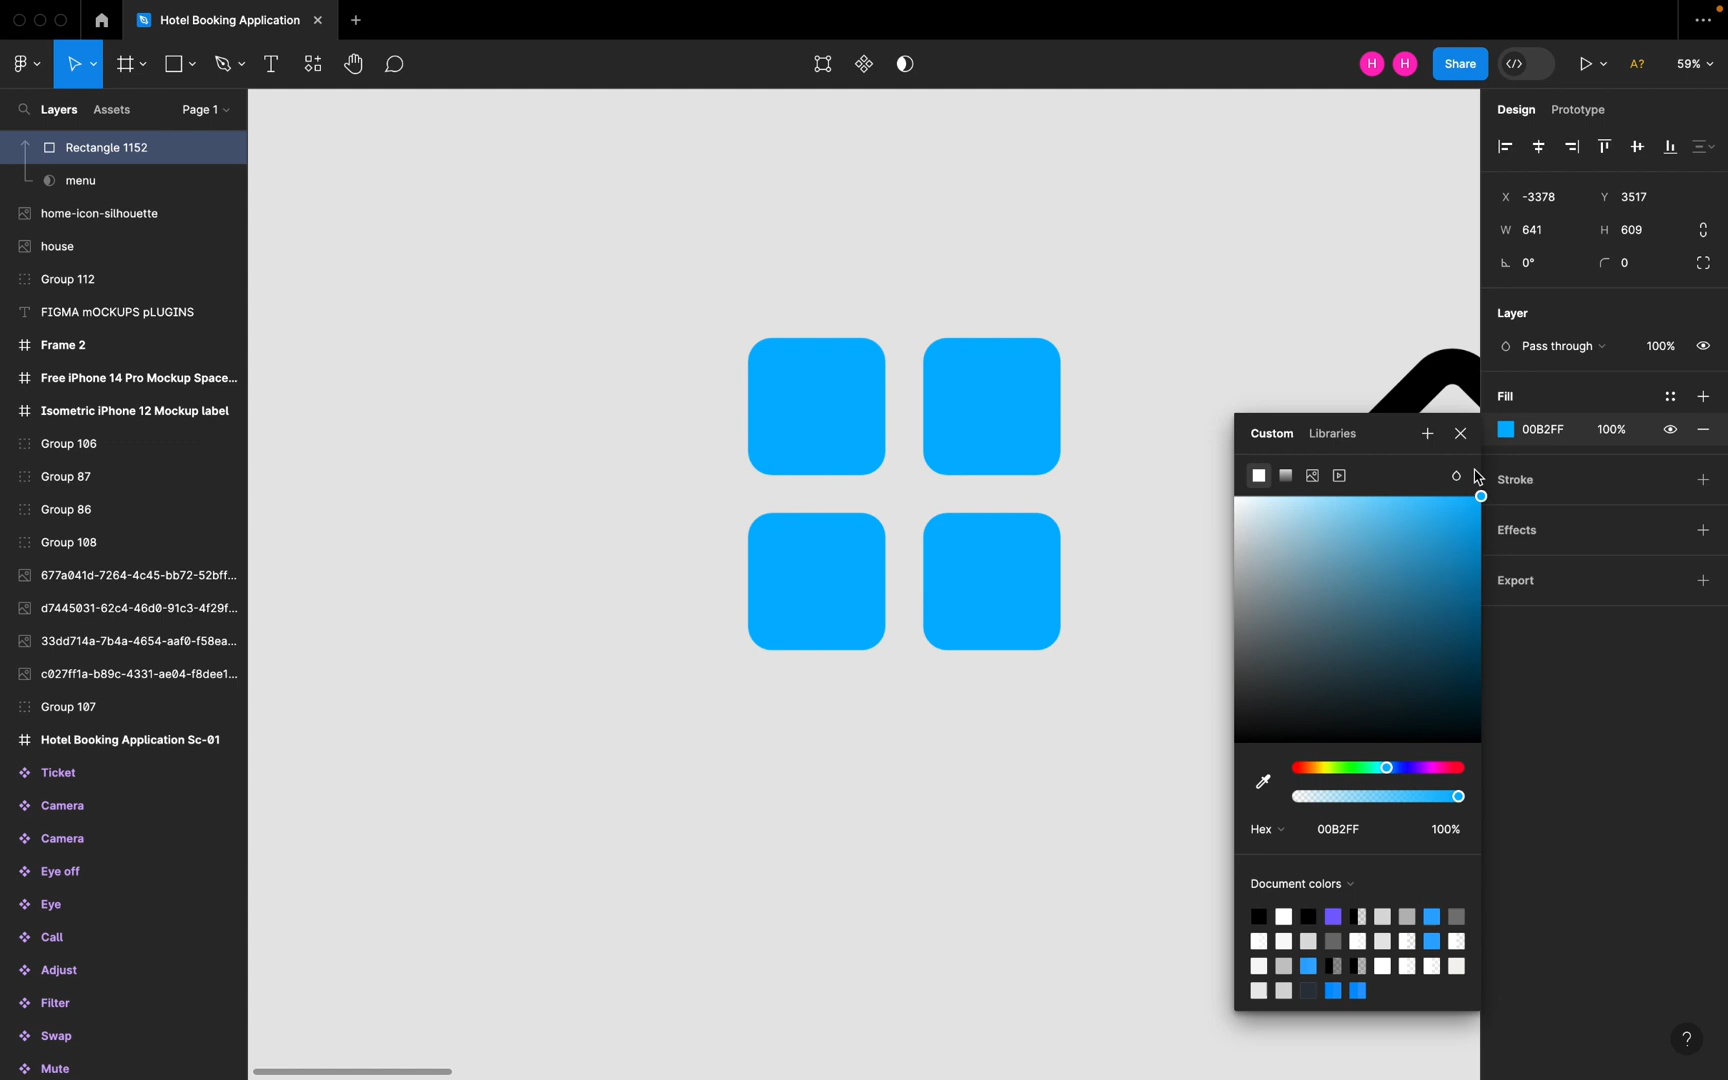 Hotel Booking Application
Share
A?
59%
Layers
Assets
Page 1
H
H
Rectangle 1152
menu
home-icon-silhouette
house
Group 112
FIGMA mOCKUPS pLUGINS
Frame 2
Free iPhone 14 Pro Mockup Space...
Isometric iPhone 12 Mockup label
Group 106
Group 87
Group 86
Group 108
677a041d-7264-4c45-bb72-52bff...
d7445031-62c4-46d0-91c3-4f29f...
33dd714a-7b4a-4654-aaf0-f58ea...
c027ff1a-b89c-4331-ae04-f8dee1...
Group 107
Hotel Booking Application Sc-01
Ticket
Camera
Camera
Eye off
Eye
Call
Adjust
Filter
Swap
Mute
Custom
Libraries
Hex
00B2FF
100%
Document colors
Design
Prototype
X -3378
Y 3517
W 641
H 609
0°
0
Layer
Pass through
100%
Fill
00B2FF
100%
Stroke
Effects
Export
?